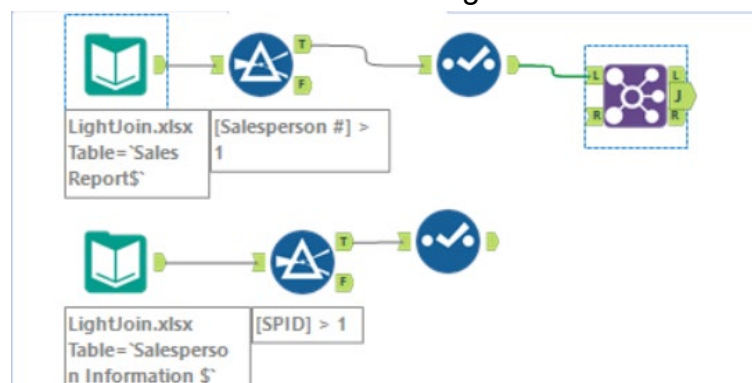 T
F
L
R
L
J
R
LightJoin.xlsx
Table=`Sales
Report$`
[Salesperson #] >
1
T
F
LightJoin.xlsx
Table=`Salesperso
n Information $`
[SPID] > 1